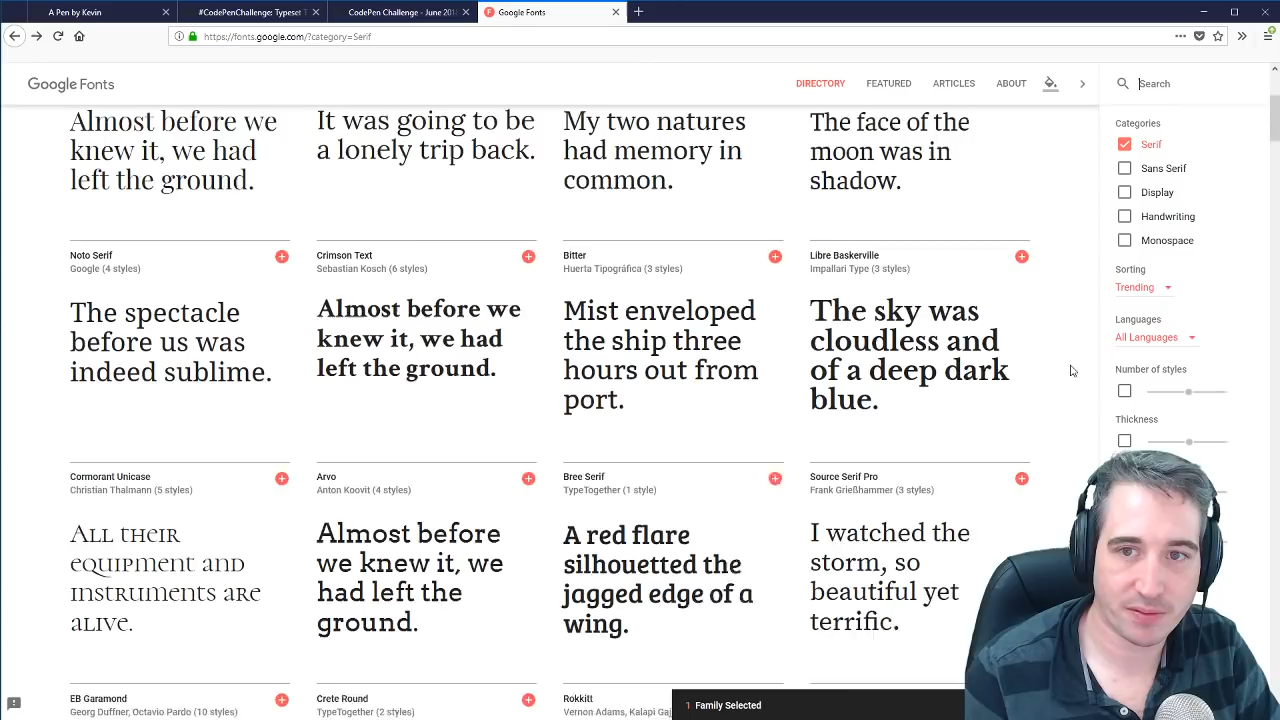 A Pen by Kevin
#CodePenChallenge: Typeset T
CodePen Challenge - June 2018
Google Fonts
https://fonts.google.com/?category=Serif
Google Fonts
DIRECTORY
FEATURED
ARTICLES
ABOUT
Search
Almost before we
knew it, we had
left the ground.
It was going to be
a lonely trip back.
My two natures
had memory in
common.
The face of the
moon was in
shadow.
Noto Serif
Google (4 styles)
The spectacle
before us was
indeed sublime.
Crimson Text
Sebastian Kosch (6 styles)
Almost before we
knew it, we had
left the ground.
Bitter
Huerta Tipográfica (3 styles)
Mist enveloped
the ship three
hours out from
port.
Libre Baskerville
Impallari Type (3 styles)
The sky was
cloudless and
of a deep dark
blue.
Cormorant Unicase
Christian Thalmann (5 styles)
All their
equipment and
instruments are
alive.
Arvo
Anton Koovit (4 styles)
Almost before
we knew it, we
had left the
ground.
Bree Serif
TypeTogether (1 style)
A red flare
silhouetted the
jagged edge of a
wing.
Source Serif Pro
Frank Grießhammer (3 styles)
I watched the
storm, so
beautiful yet
terrific.
EB Garamond
Georg Duffner, Octavio Pardo (10 styles)
Crete Round
TypeTogether (2 styles)
Rokkitt
Vernon Adams, Kalapi Gaj
1 Family Selected
Categories
Serif
Sans Serif
Display
Handwriting
Monospace
Sorting
Trending
Languages
All Languages
Number of styles
Thickness